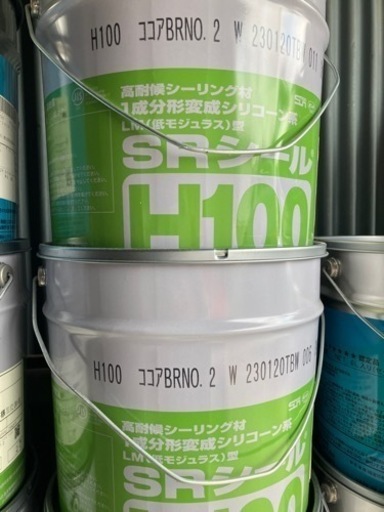 H100 ココアBRNO.2 W 230120TBW 011
高耐候シーリング材
1成分形変成シリコーン系
LM(低モジュラス)型
SRシール
H100
H100 ココアBRNO.2 W 230120TBW 006
高耐候シーリング材
1成分形変成シリコーン系
LM(低モジュラス)型
SRシール
H100